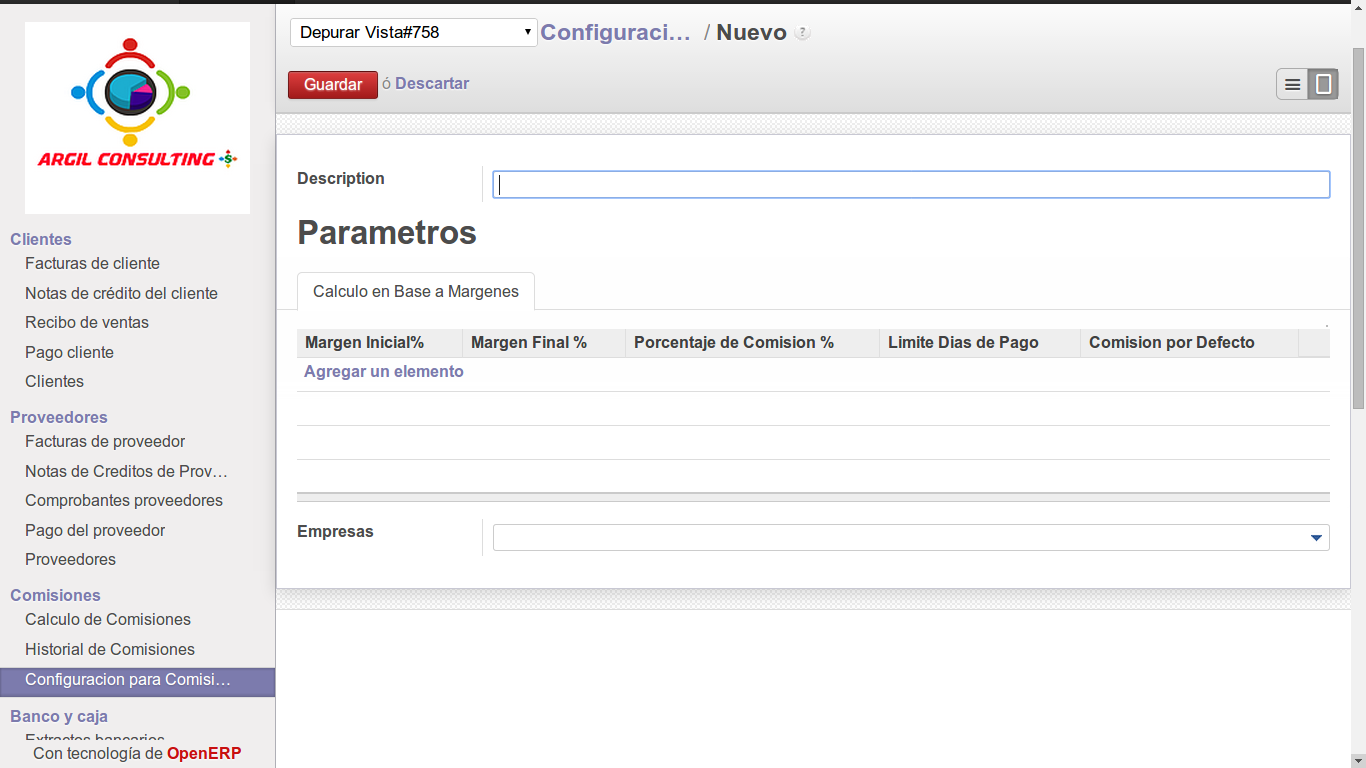 ARGIL CONSULTING
Clientes
Facturas de cliente
Notas de crédito del cliente
Recibo de ventas
Pago cliente
Clientes
Proveedores
Facturas de proveedor
Notas de Creditos de Prov…
Comprobantes proveedores
Pago del proveedor
Proveedores
Comisiones
Calculo de Comisiones
Historial de Comisiones
Configuracion para Comisi…
Banco y caja
Extractos bancarios
Con tecnología de OpenERP
Depurar Vista#758 Configuraci… / Nuevo ?
Guardar ó Descartar
Description
Parametros
Calculo en Base a Margenes
Margen Inicial% Margen Final % Porcentaje de Comision % Limite Dias de Pago Comision por Defecto
Agregar un elemento
Empresas